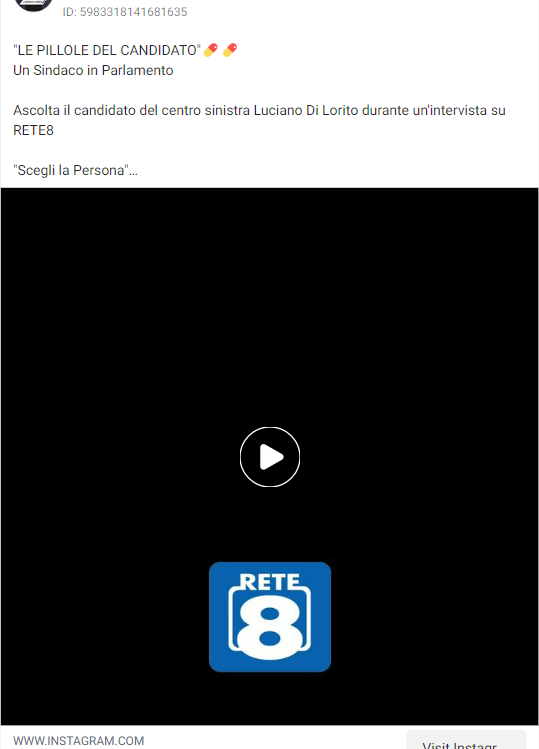 ID: 5983318141681635
"LE PILLOLE DEL CANDIDATO"💊 💊
Un Sindaco in Parlamento
Ascolta il candidato del centro sinistra Luciano Di Lorito durante un'intervista su
RETE8
"Scegli la Persona"...
RETE
8
WWW.INSTAGRAM.COM
Visit Instagr